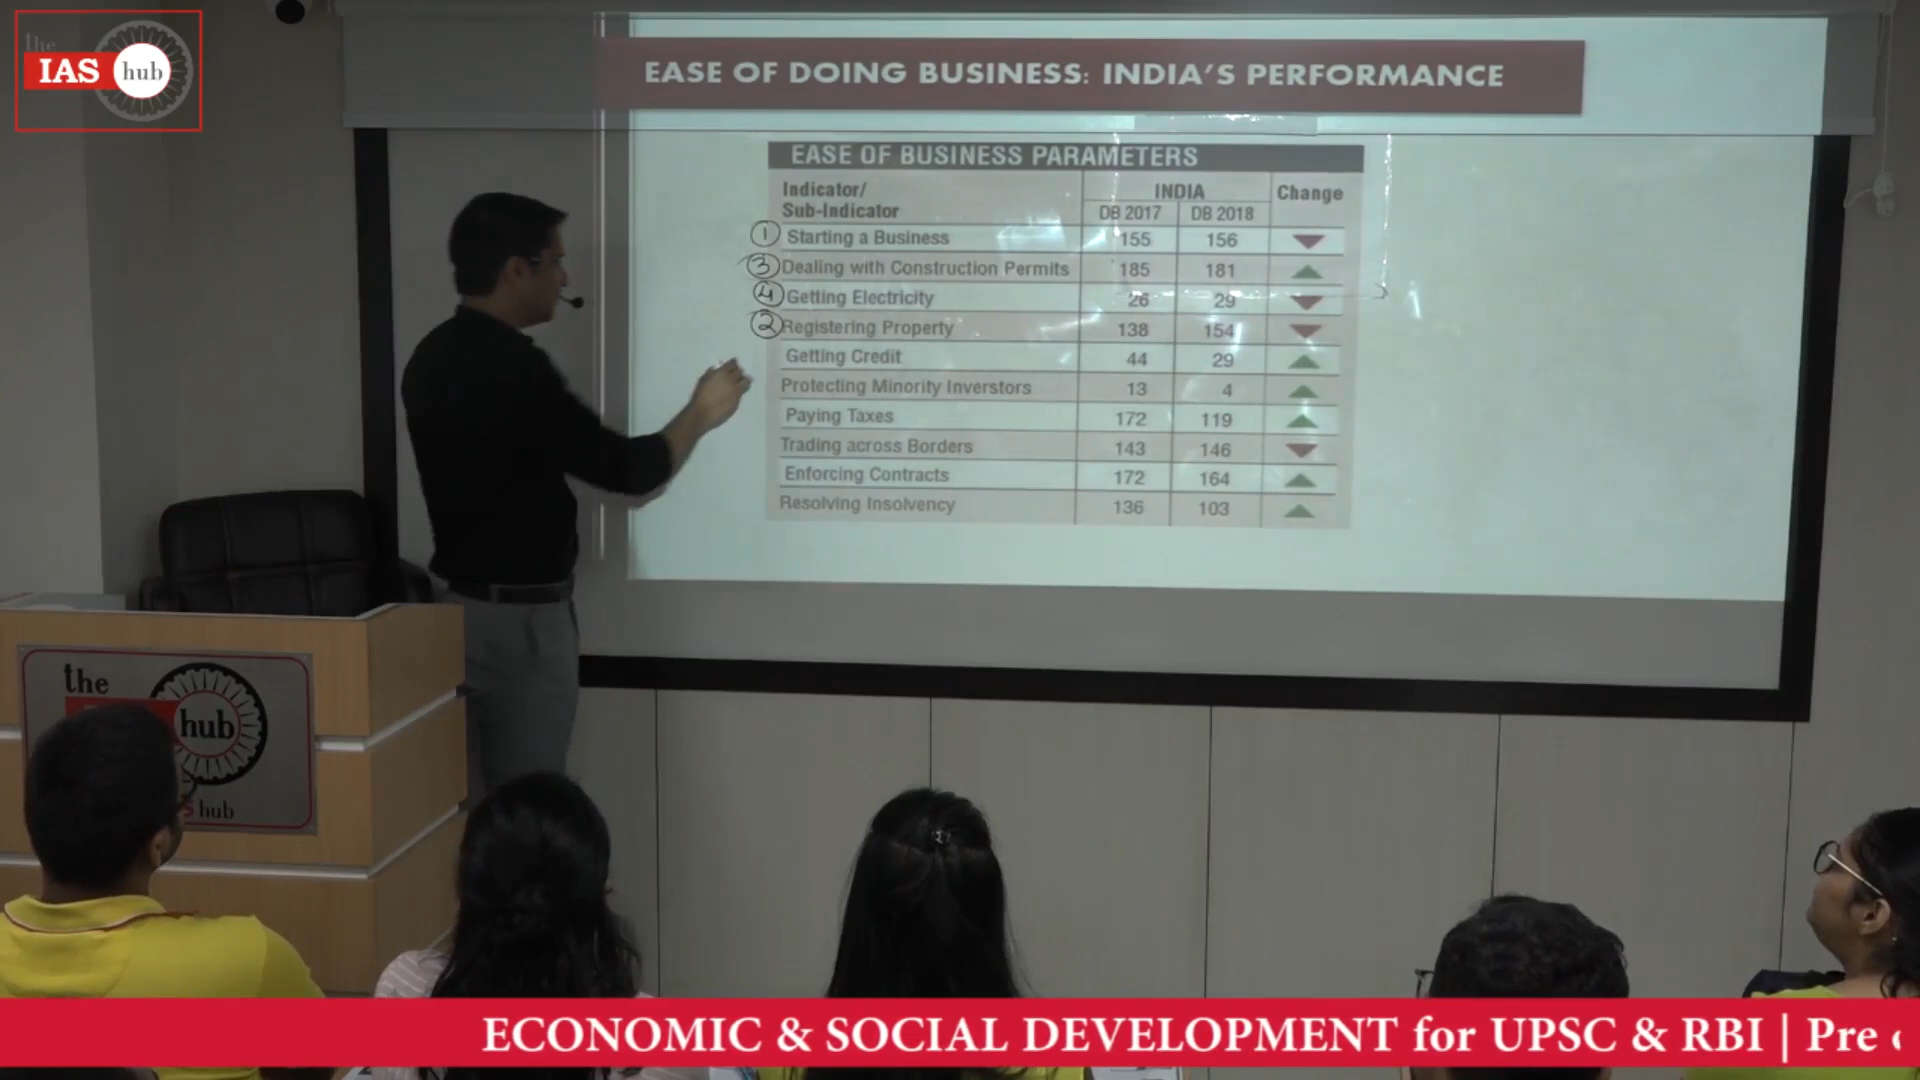 the
IAS hub
EASE OF DOING BUSINESS: INDIA'S PERFORMANCE
EASE OF BUSINESS PARAMETERS
Indicator/ Sub-Indicator INDIA Change
DB 2017 DB 2018
1 Starting a Business 155 156
3 Dealing with Construction Permits 185 181
4 Getting Electricity 26 29
2 Registering Property 138 154
Getting Credit 44 29
Protecting Minority Inverstors 13 4
Paying Taxes 172 119
Trading across Borders 143 146
Enforcing Contracts 172 164
Resolving Insolvency 136 103
the
hub
S hub
ECONOMIC & SOCIAL DEVELOPMENT for UPSC & RBI | Pre